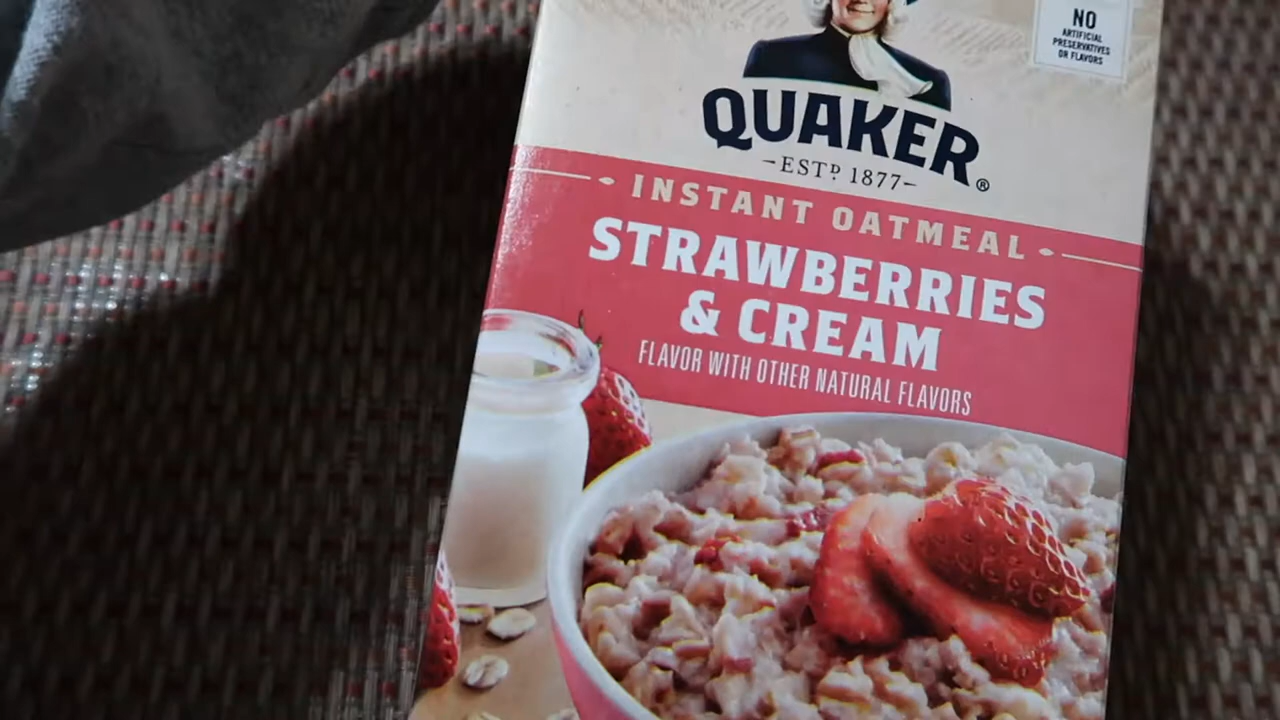 NO
ARTIFICIAL
PRESERVATIVES
OR FLAVORS
QUAKER®
ESTD 1877
INSTANT OATMEAL
STRAWBERRIES
& CREAM
FLAVOR WITH OTHER NATURAL FLAVORS